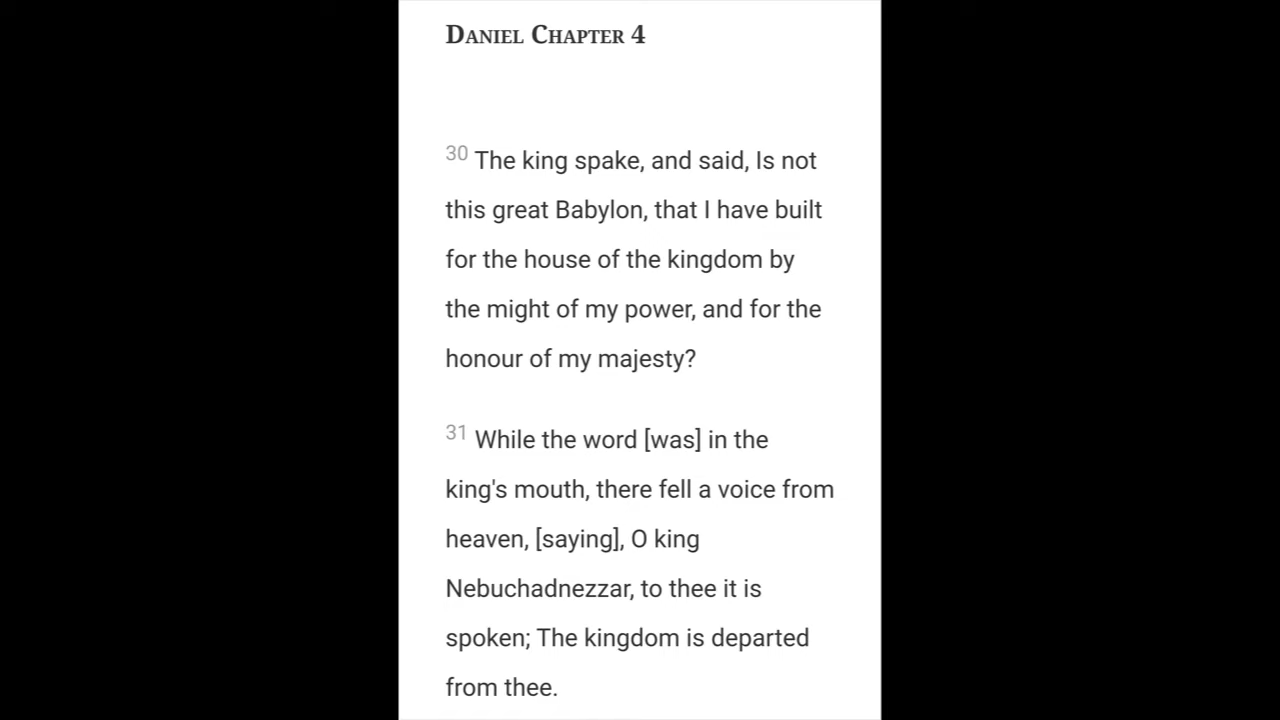 Daniel Chapter 4
30 The king spake, and said, Is not
this great Babylon, that I have built
for the house of the kingdom by
the might of my power, and for the
honour of my majesty?
31 While the word [was] in the
king's mouth, there fell a voice from
heaven, [saying], O king
Nebuchadnezzar, to thee it is
spoken; The kingdom is departed
from thee.